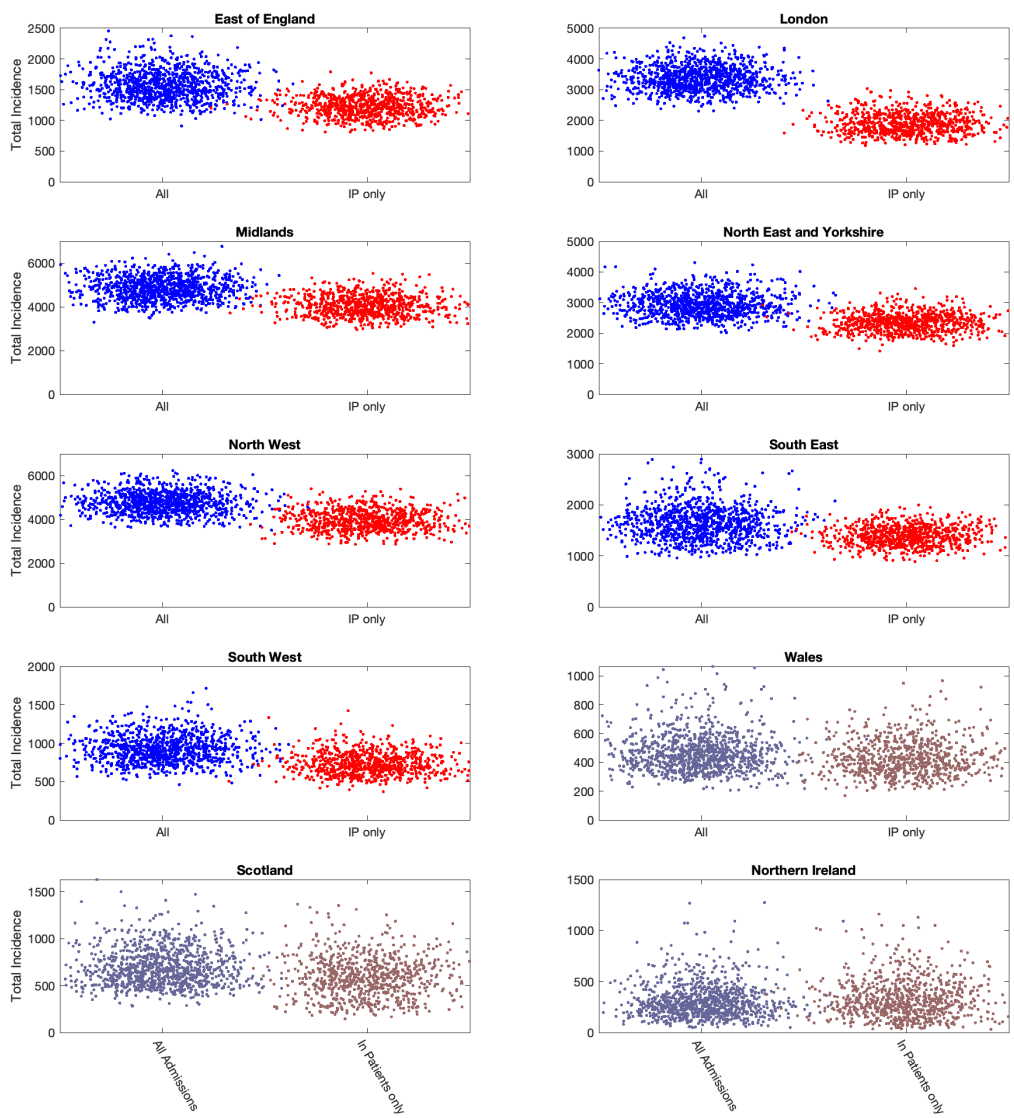 East of England
Total Incidence
2500
2000
1500
1000
500
0
All
IP only
London
5000
4000
3000
2000
1000
0
All
IP only
Midlands
Total Incidence
6000
4000
2000
0
All
IP only
North East and Yorkshire
5000
4000
3000
2000
1000
0
All
IP only
North West
Total Incidence
6000
4000
2000
0
All
IP only
South East
3000
2000
1000
0
All
IP only
South West
Total Incidence
2000
1500
1000
500
0
All
IP only
Wales
1000
800
600
400
200
0
All
IP only
Scotland
Total Incidence
1500
1000
500
0
All Admissions
In Patients only
Northern Ireland
1500
1000
500
0
All Admissions
In Patients only